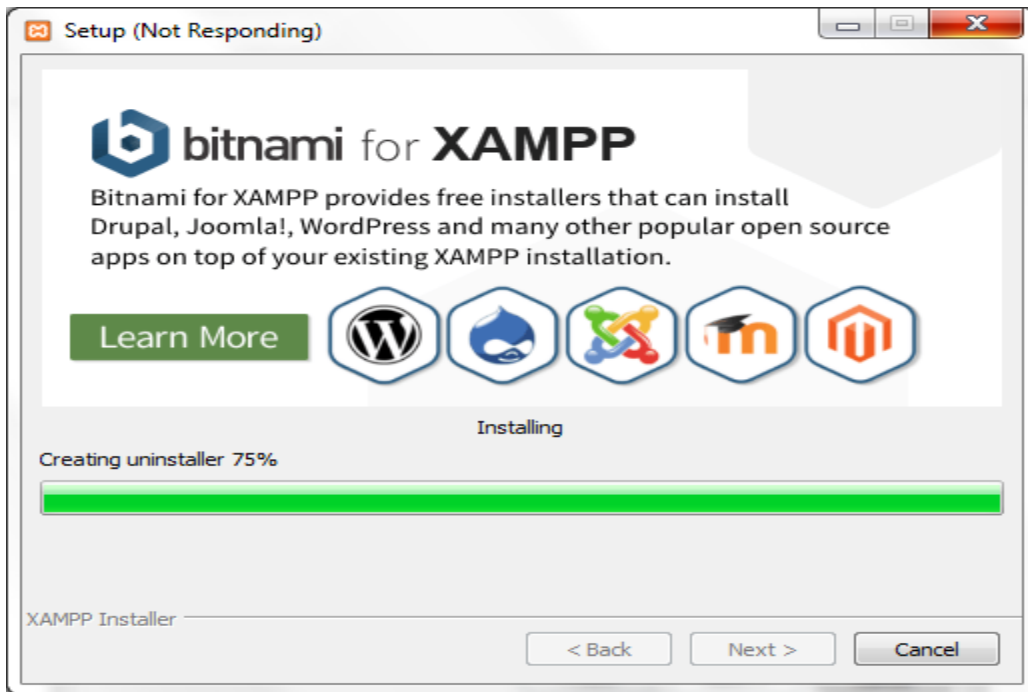 Setup (Not Responding)
bitnami for XAMPP
Bitnami for XAMPP provides free installers that can install
Drupal, Joomla!, WordPress and many other popular open source
apps on top of your existing XAMPP installation.
Learn More
Installing
Creating uninstaller 75%
XAMPP Installer
< Back Next > Cancel